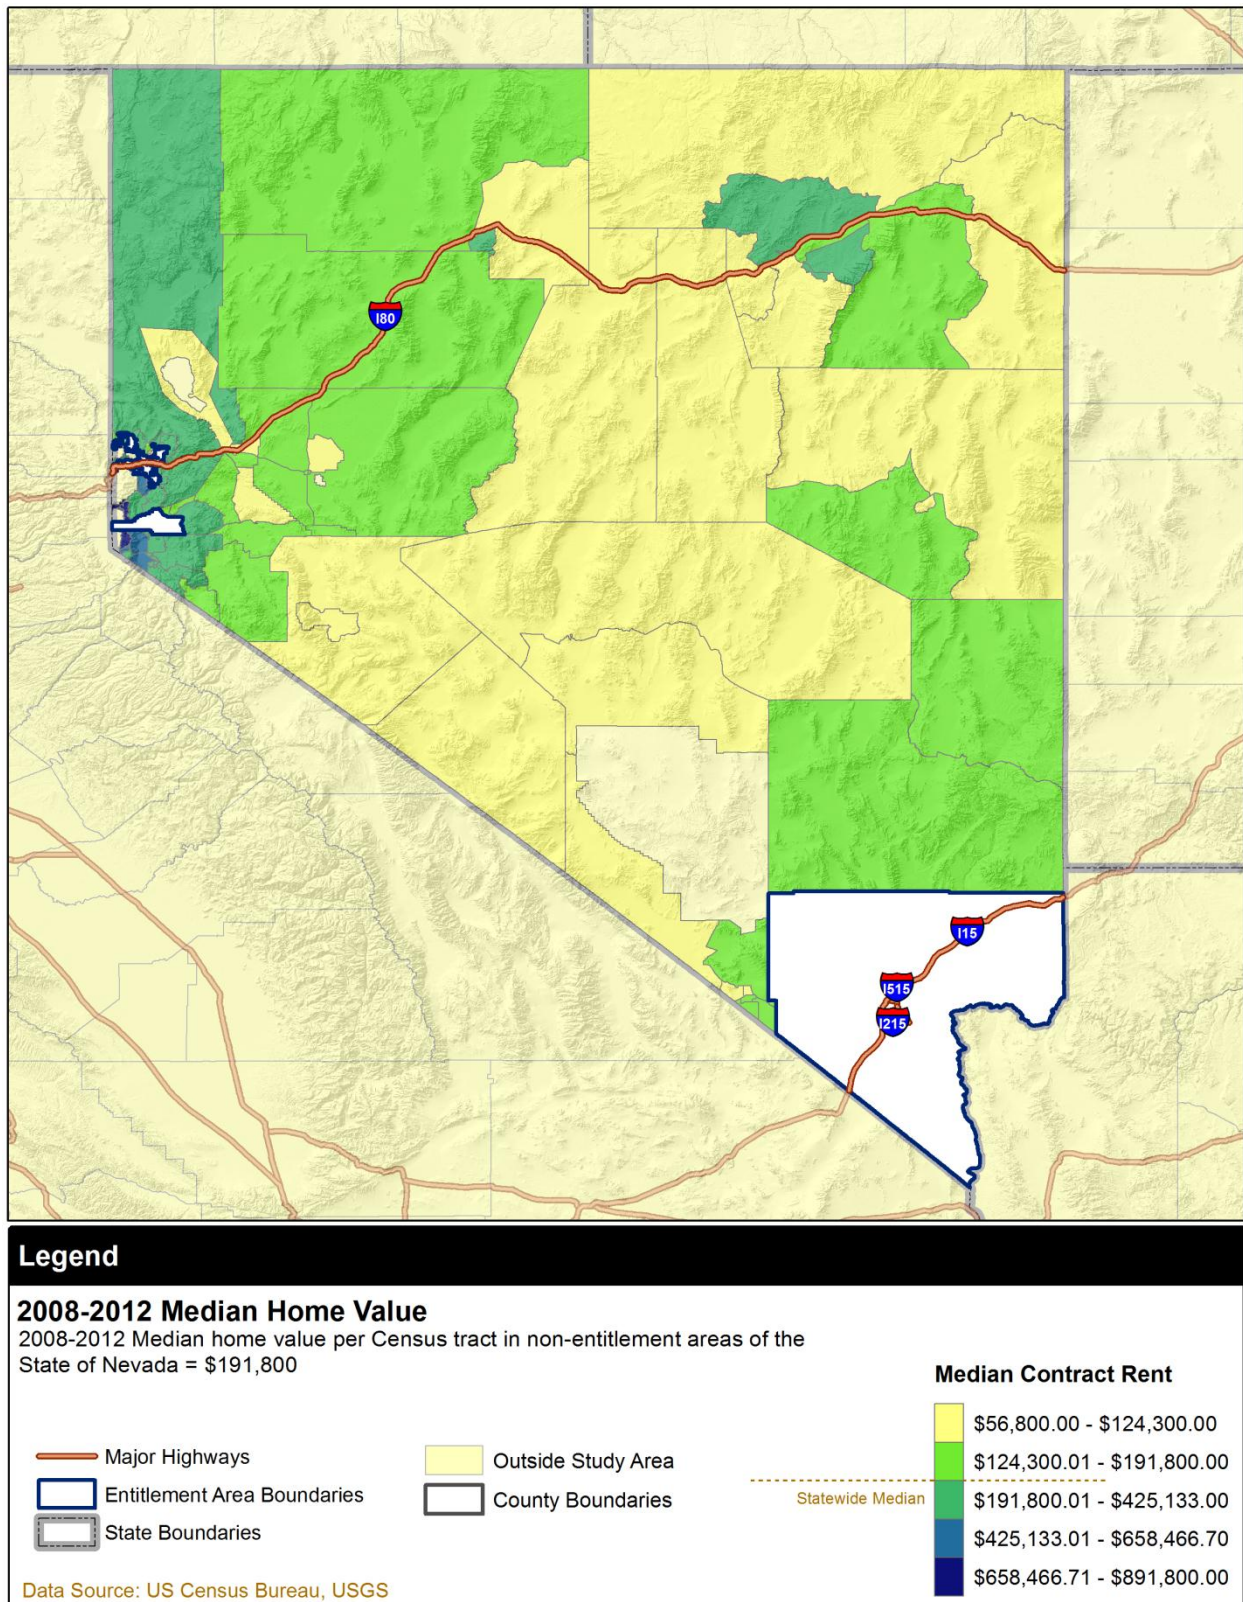 I80
I15
I515
I215
Legend
2008-2012 Median Home Value
2008-2012 Median home value per Census tract in non-entitlement areas of the
State of Nevada = $191,800
Major Highways
Entitlement Area Boundaries
State Boundaries
Outside Study Area
County Boundaries
Median Contract Rent
$56,800.00 - $124,300.00
$124,300.01 - $191,800.00
Statewide Median
$191,800.01 - $425,133.00
$425,133.01 - $658,466.70
$658,466.71 - $891,800.00
Data Source: US Census Bureau, USGS